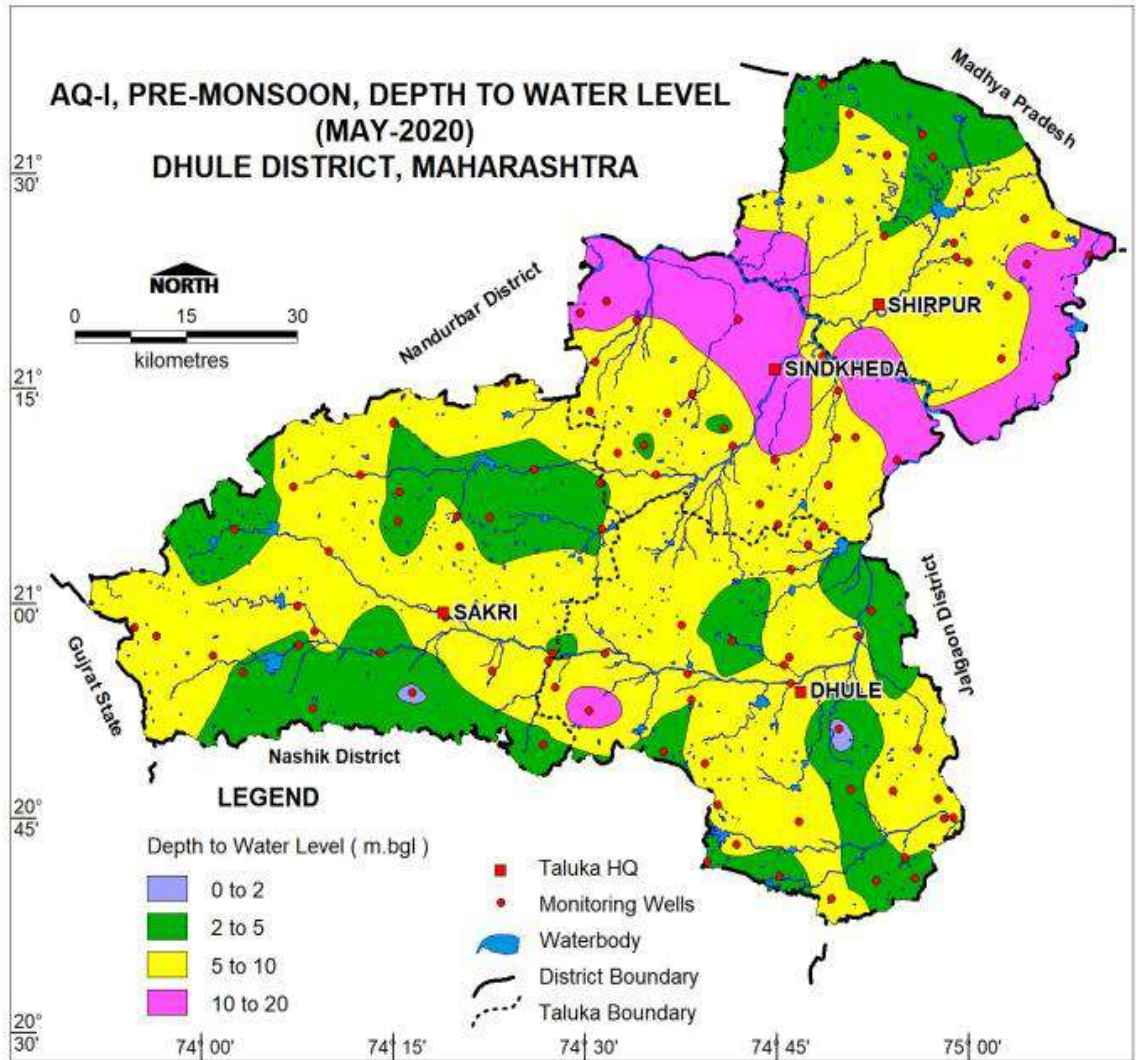 AQ-I, PRE-MONSOON, DEPTH TO WATER LEVEL
(MAY-2020)
DHULE DISTRICT, MAHARASHTRA
Madhya Pradesh
21°
30'
NORTH
0 15 30
kilometres
Nandurbar District
SHIRPUR
SINDKHEDA
21°
15'
21°
00'
SAKRI
Jalgaon District
Gujrat State
DHULE
Nashik District
20°
45'
LEGEND
Depth to Water Level ( m.bgl )
0 to 2
2 to 5
5 to 10
10 to 20
Taluka HQ
Monitoring Wells
Waterbody
District Boundary
Taluka Boundary
20°
30'
74°00' 74°15' 74°30' 74°45' 75°00'